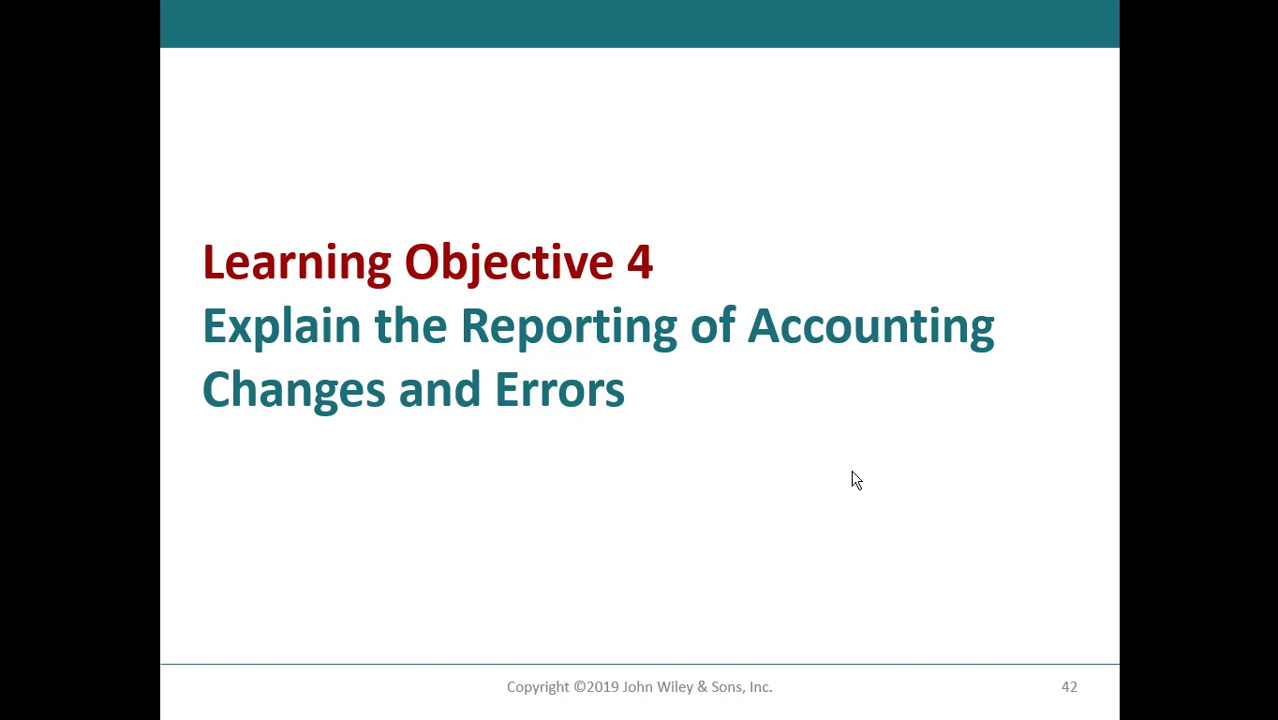 Learning Objective 4
Explain the Reporting of Accounting
Changes and Errors
Copyright ©2019 John Wiley & Sons, Inc.
42